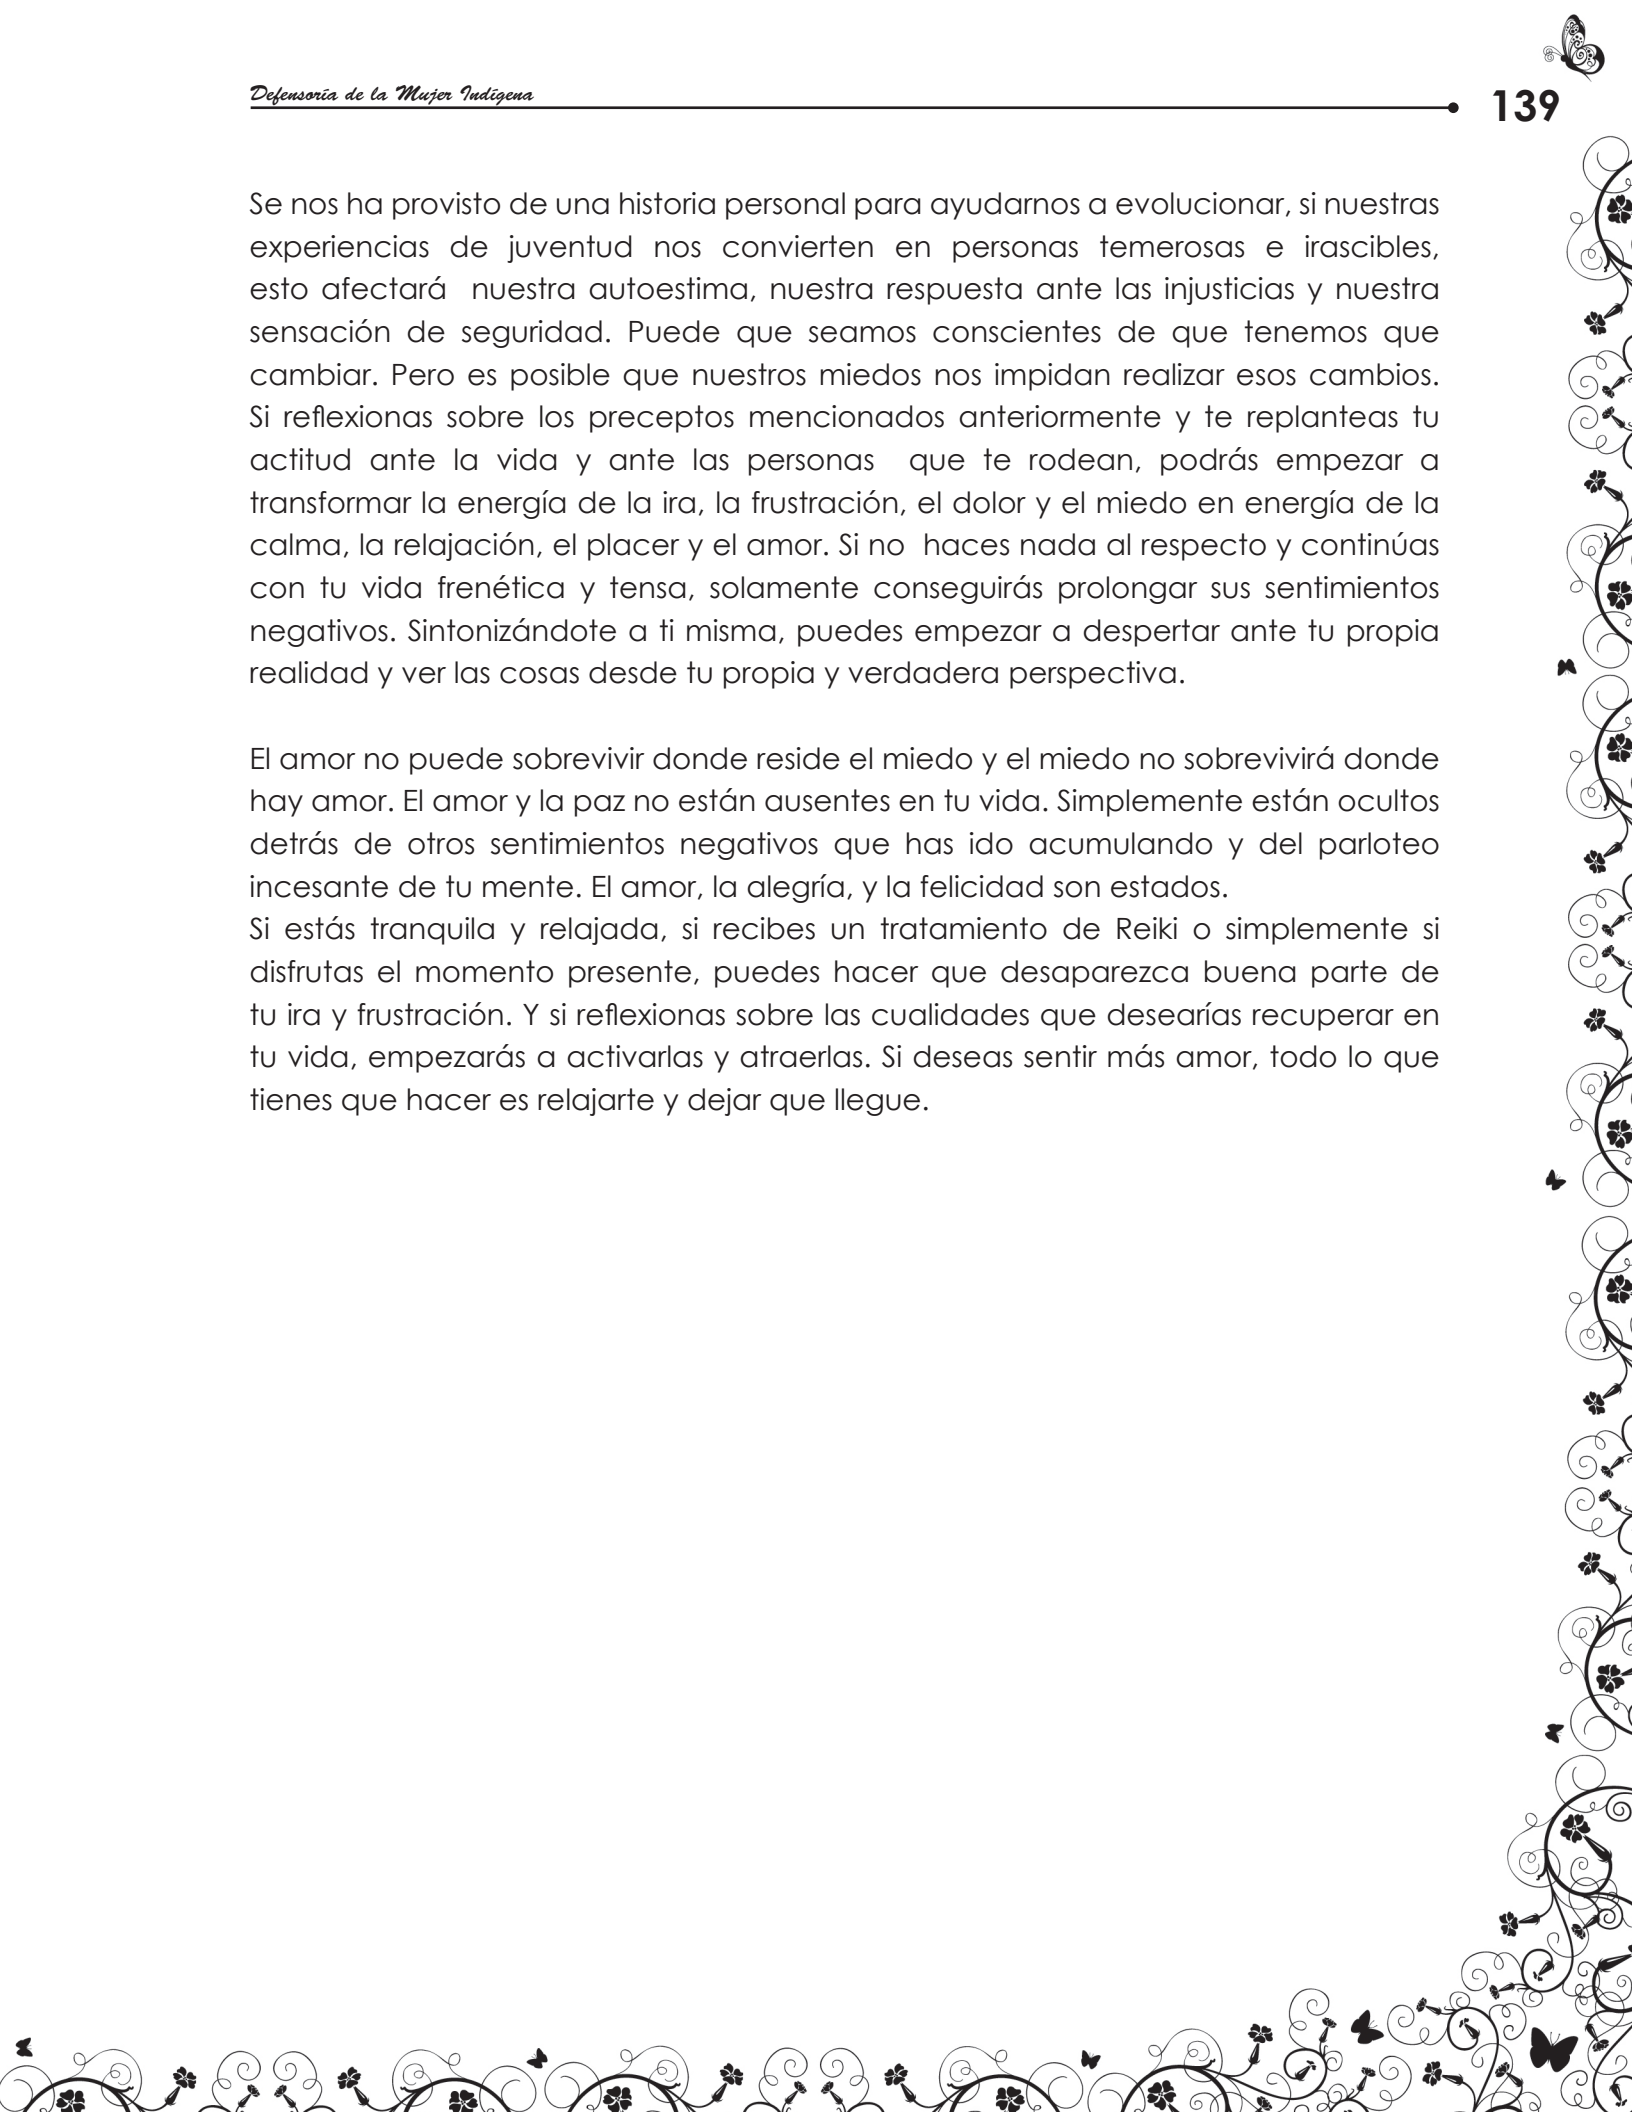 Defensoría de la Mujer Indígena
139
Se nos ha provisto de una historia personal para ayudarnos a evolucionar, si nuestras
experiencias de juventud nos convierten en personas temerosas e irascibles,
esto afectará  nuestra autoestima, nuestra respuesta ante las injusticias y nuestra
sensación de seguridad. Puede que seamos conscientes de que tenemos que
cambiar. Pero es posible que nuestros miedos nos impidan realizar esos cambios.
Si reflexionas sobre los preceptos mencionados anteriormente y te replanteas tu
actitud ante la vida y ante las personas  que te rodean, podrás empezar a
transformar la energía de la ira, la frustración, el dolor y el miedo en energía de la
calma, la relajación, el placer y el amor. Si no  haces nada al respecto y continúas
con tu vida frenética y tensa, solamente conseguirás prolongar sus sentimientos
negativos. Sintonizándote a ti misma, puedes empezar a despertar ante tu propia
realidad y ver las cosas desde tu propia y verdadera perspectiva.
El amor no puede sobrevivir donde reside el miedo y el miedo no sobrevivirá donde
hay amor. El amor y la paz no están ausentes en tu vida. Simplemente están ocultos
detrás de otros sentimientos negativos que has ido acumulando y del parloteo
incesante de tu mente. El amor, la alegría, y la felicidad son estados.
Si estás tranquila y relajada, si recibes un tratamiento de Reiki o simplemente si
disfrutas el momento presente, puedes hacer que desaparezca buena parte de
tu ira y frustración. Y si reflexionas sobre las cualidades que desearías recuperar en
tu vida, empezarás a activarlas y atraerlas. Si deseas sentir más amor, todo lo que
tienes que hacer es relajarte y dejar que llegue.